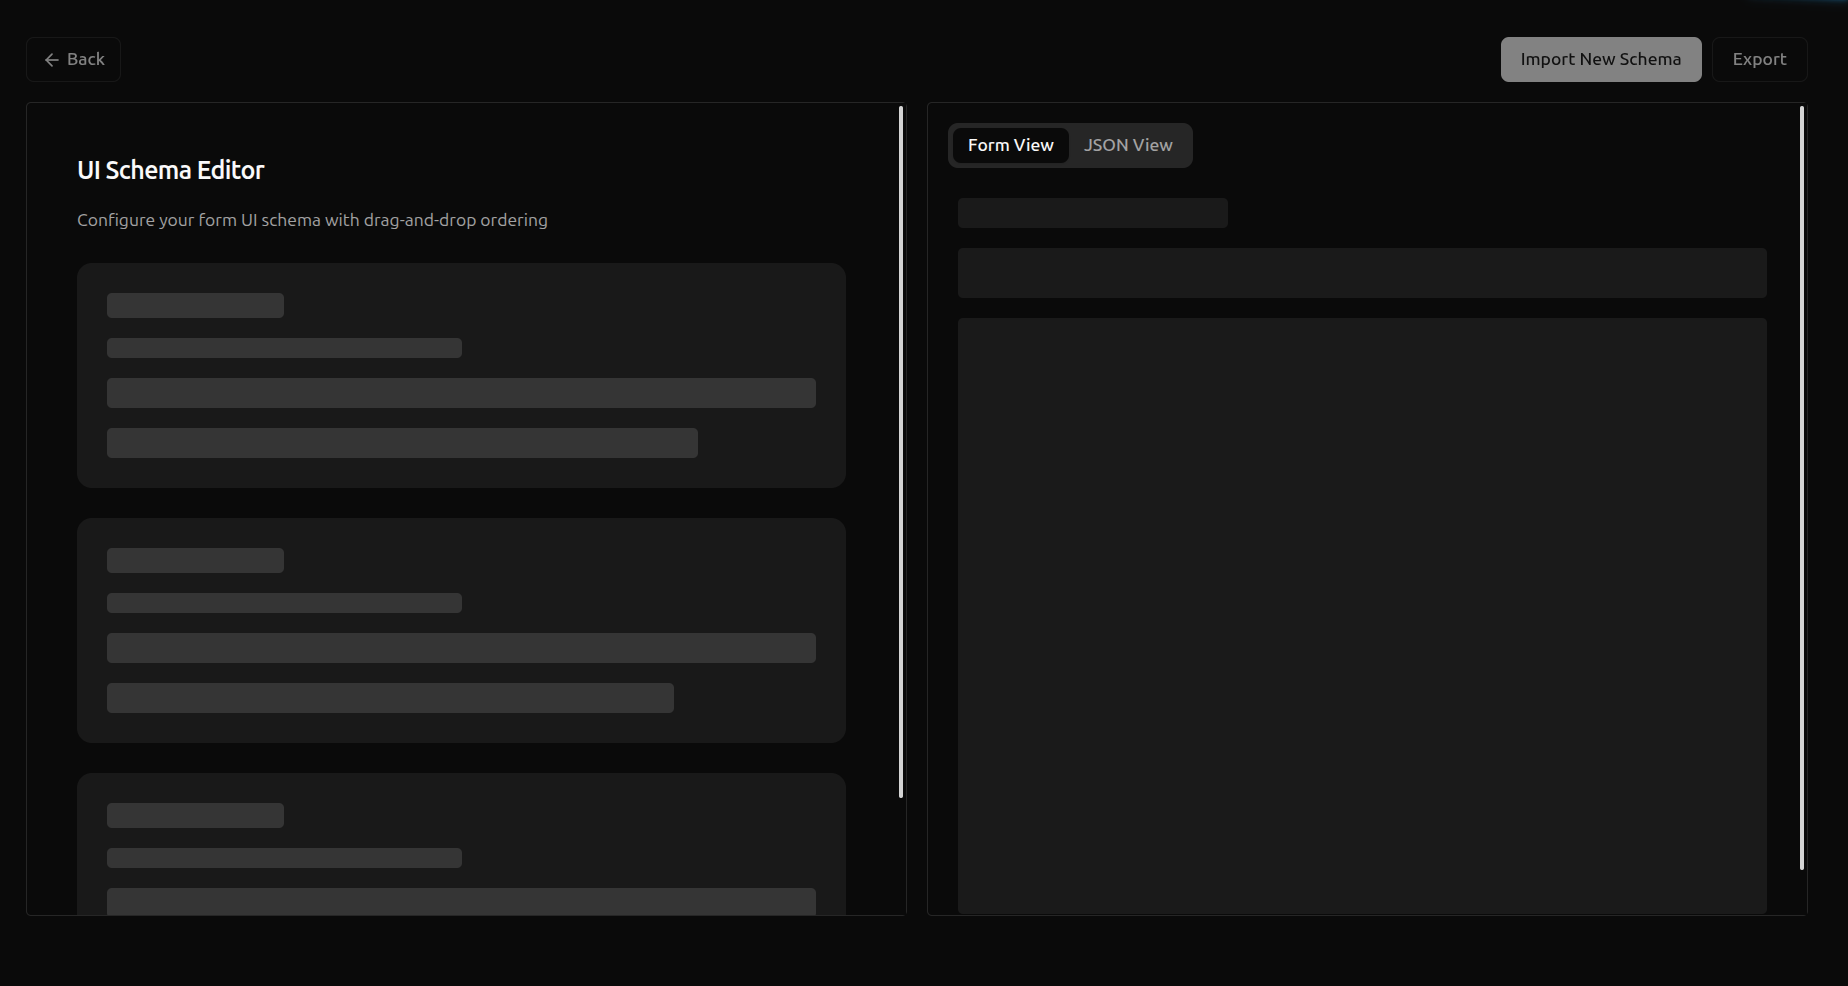 Back
Import New Schema
Export
UI Schema Editor
Configure your form UI schema with drag-and-drop ordering
Form View
JSON View